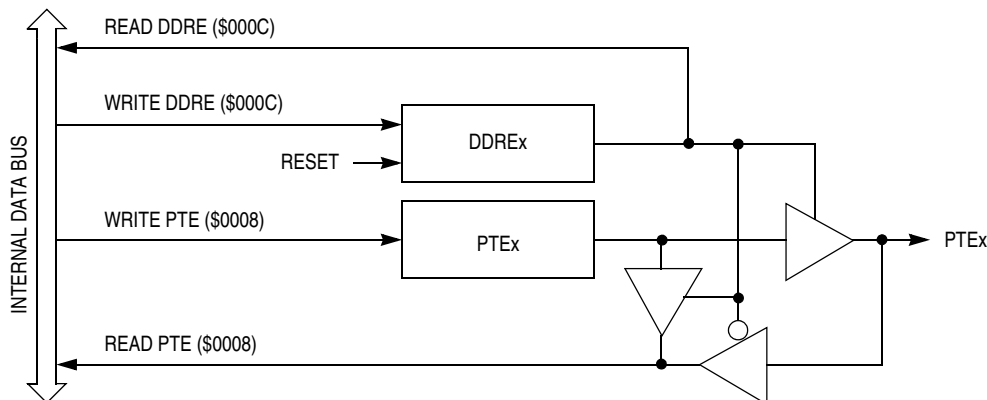 READ DDRE ($000C)
WRITE DDRE ($000C)
DDREx
RESET
INTERNAL DATA BUS
WRITE PTE ($0008)
PTEx
PTEx
READ PTE ($0008)